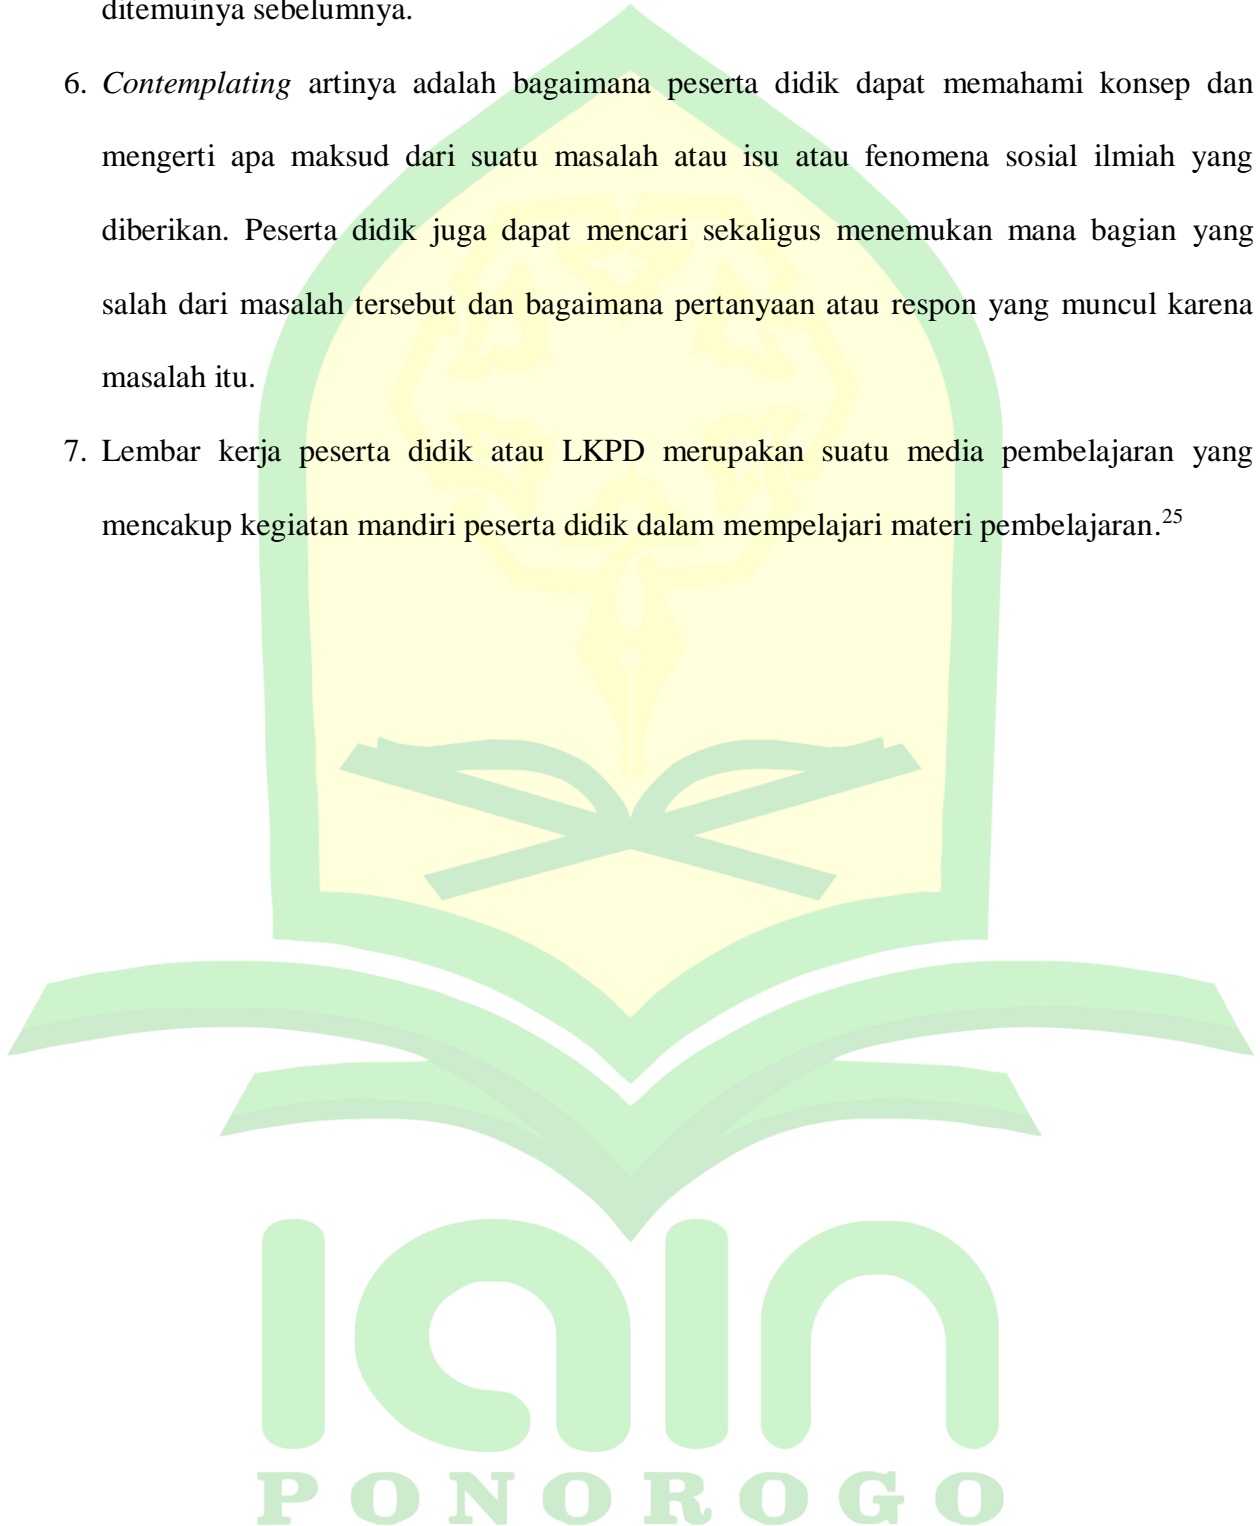 ditemuinya sebelumnya.
6. Contemplating artinya adalah bagaimana peserta didik dapat memahami konsep dan
mengerti apa maksud dari suatu masalah atau isu atau fenomena sosial ilmiah yang
diberikan. Peserta didik juga dapat mencari sekaligus menemukan mana bagian yang
salah dari masalah tersebut dan bagaimana pertanyaan atau respon yang muncul karena
masalah itu.
7. Lembar kerja peserta didik atau LKPD merupakan suatu media pembelajaran yang
mencakup kegiatan mandiri peserta didik dalam mempelajari materi pembelajaran.25
iain
PONOROGO